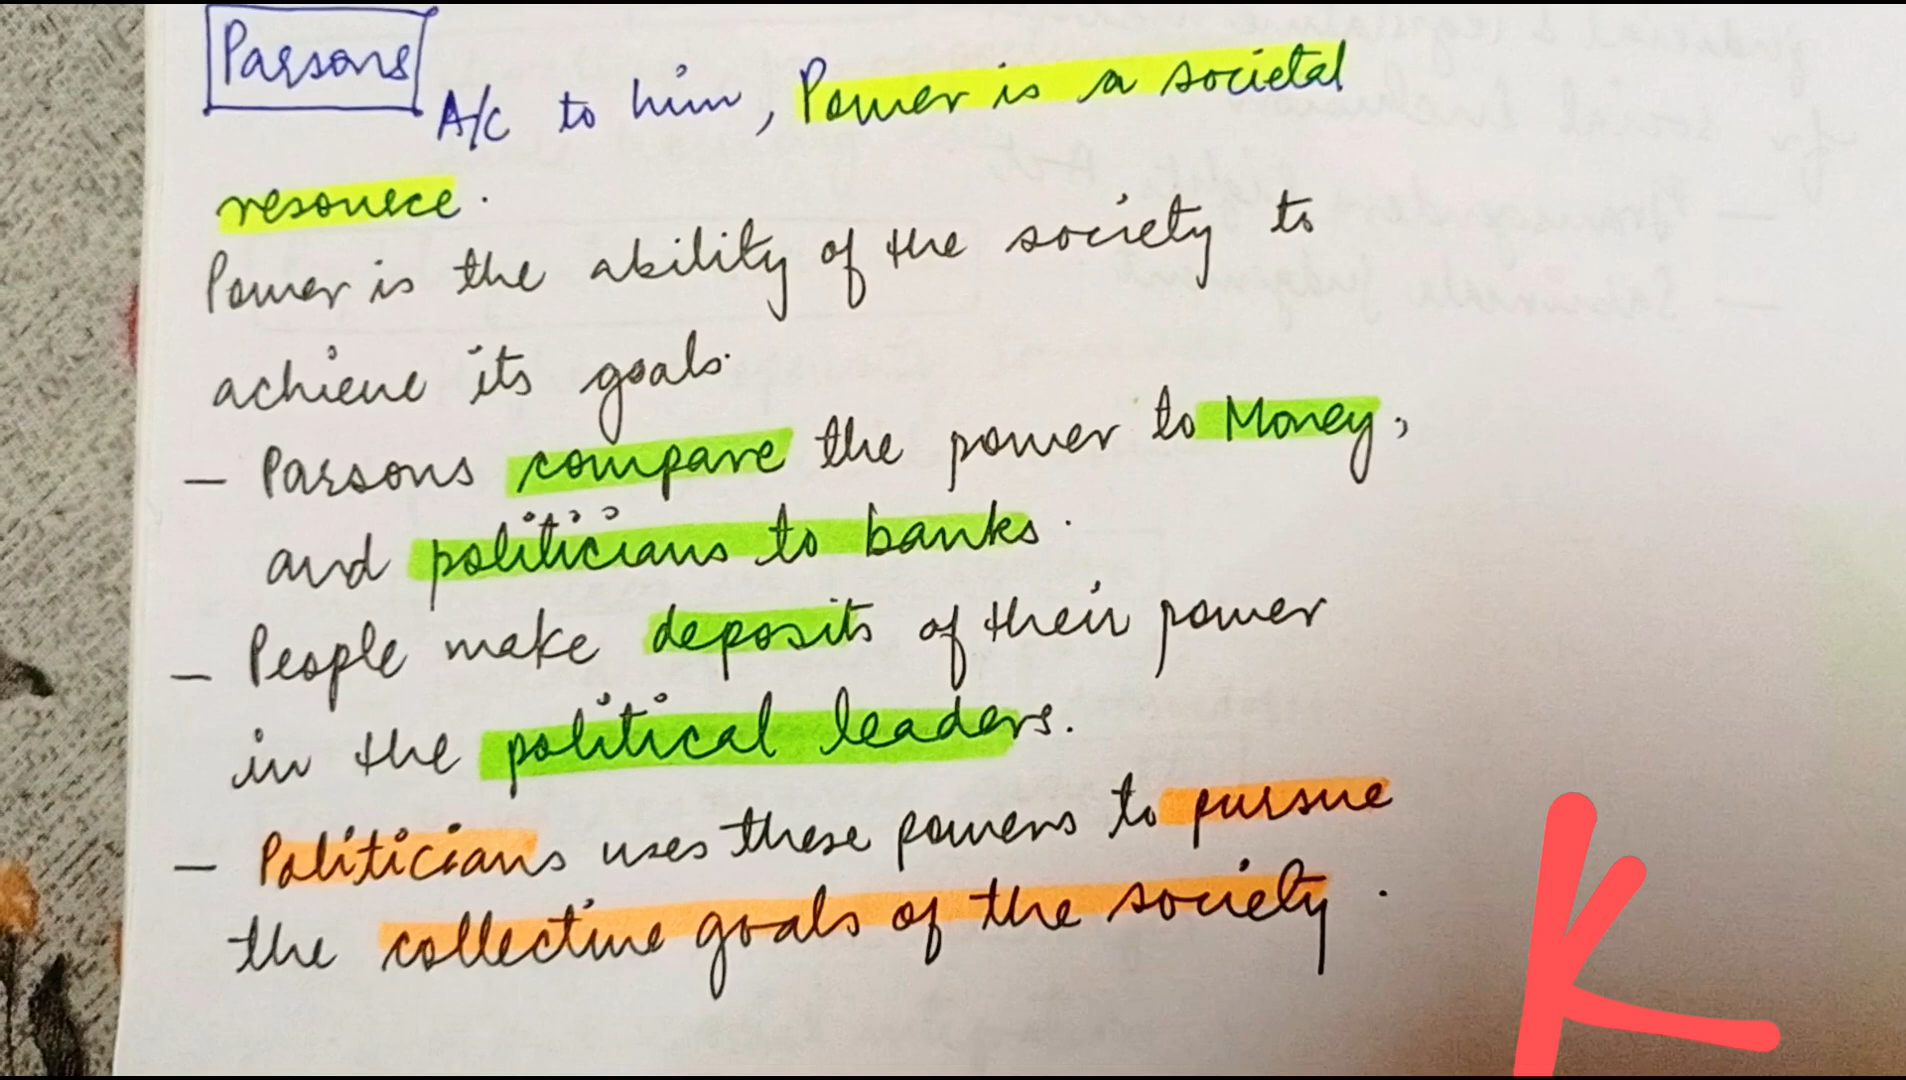 Parsons
A/c to him, Power is a societal
resource.
Power is the ability of the society to
achieve its goals.
– Parsons compare the power to Money,
and politicians to banks.
– People make deposits of their power
in the political leaders.
– Politicians uses these powers to pursue
the collective goals of the society.
K